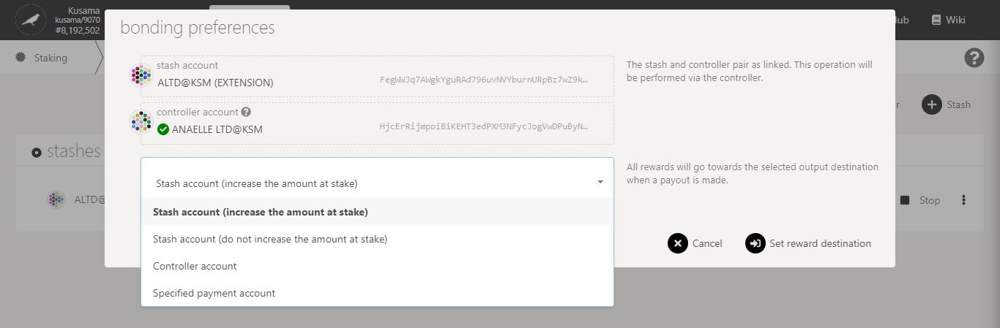 Kusama
kusama/9070
#8,192,502
Wiki
Staking
bonding preferences
stash account
ALTD@KSM (EXTENSION)
FegWWJq7AWgkYguRAd796uvNVYburnURpBz7wZ9k…
The stash and controller pair as linked. This operation will
be performed via the controller.
controller account
ANAELLE LTD@KSM
HjcErRijmpoiBiKEHT3edPXM3NFycJogVwDPuByN…
Stash
stashes
Stash account (increase the amount at stake)
All rewards will go towards the selected output destination
when a payout is made.
ALTD@
Stop
Stash account (increase the amount at stake)
Stash account (do not increase the amount at stake)
Controller account
Specified payment account
Cancel
Set reward destination